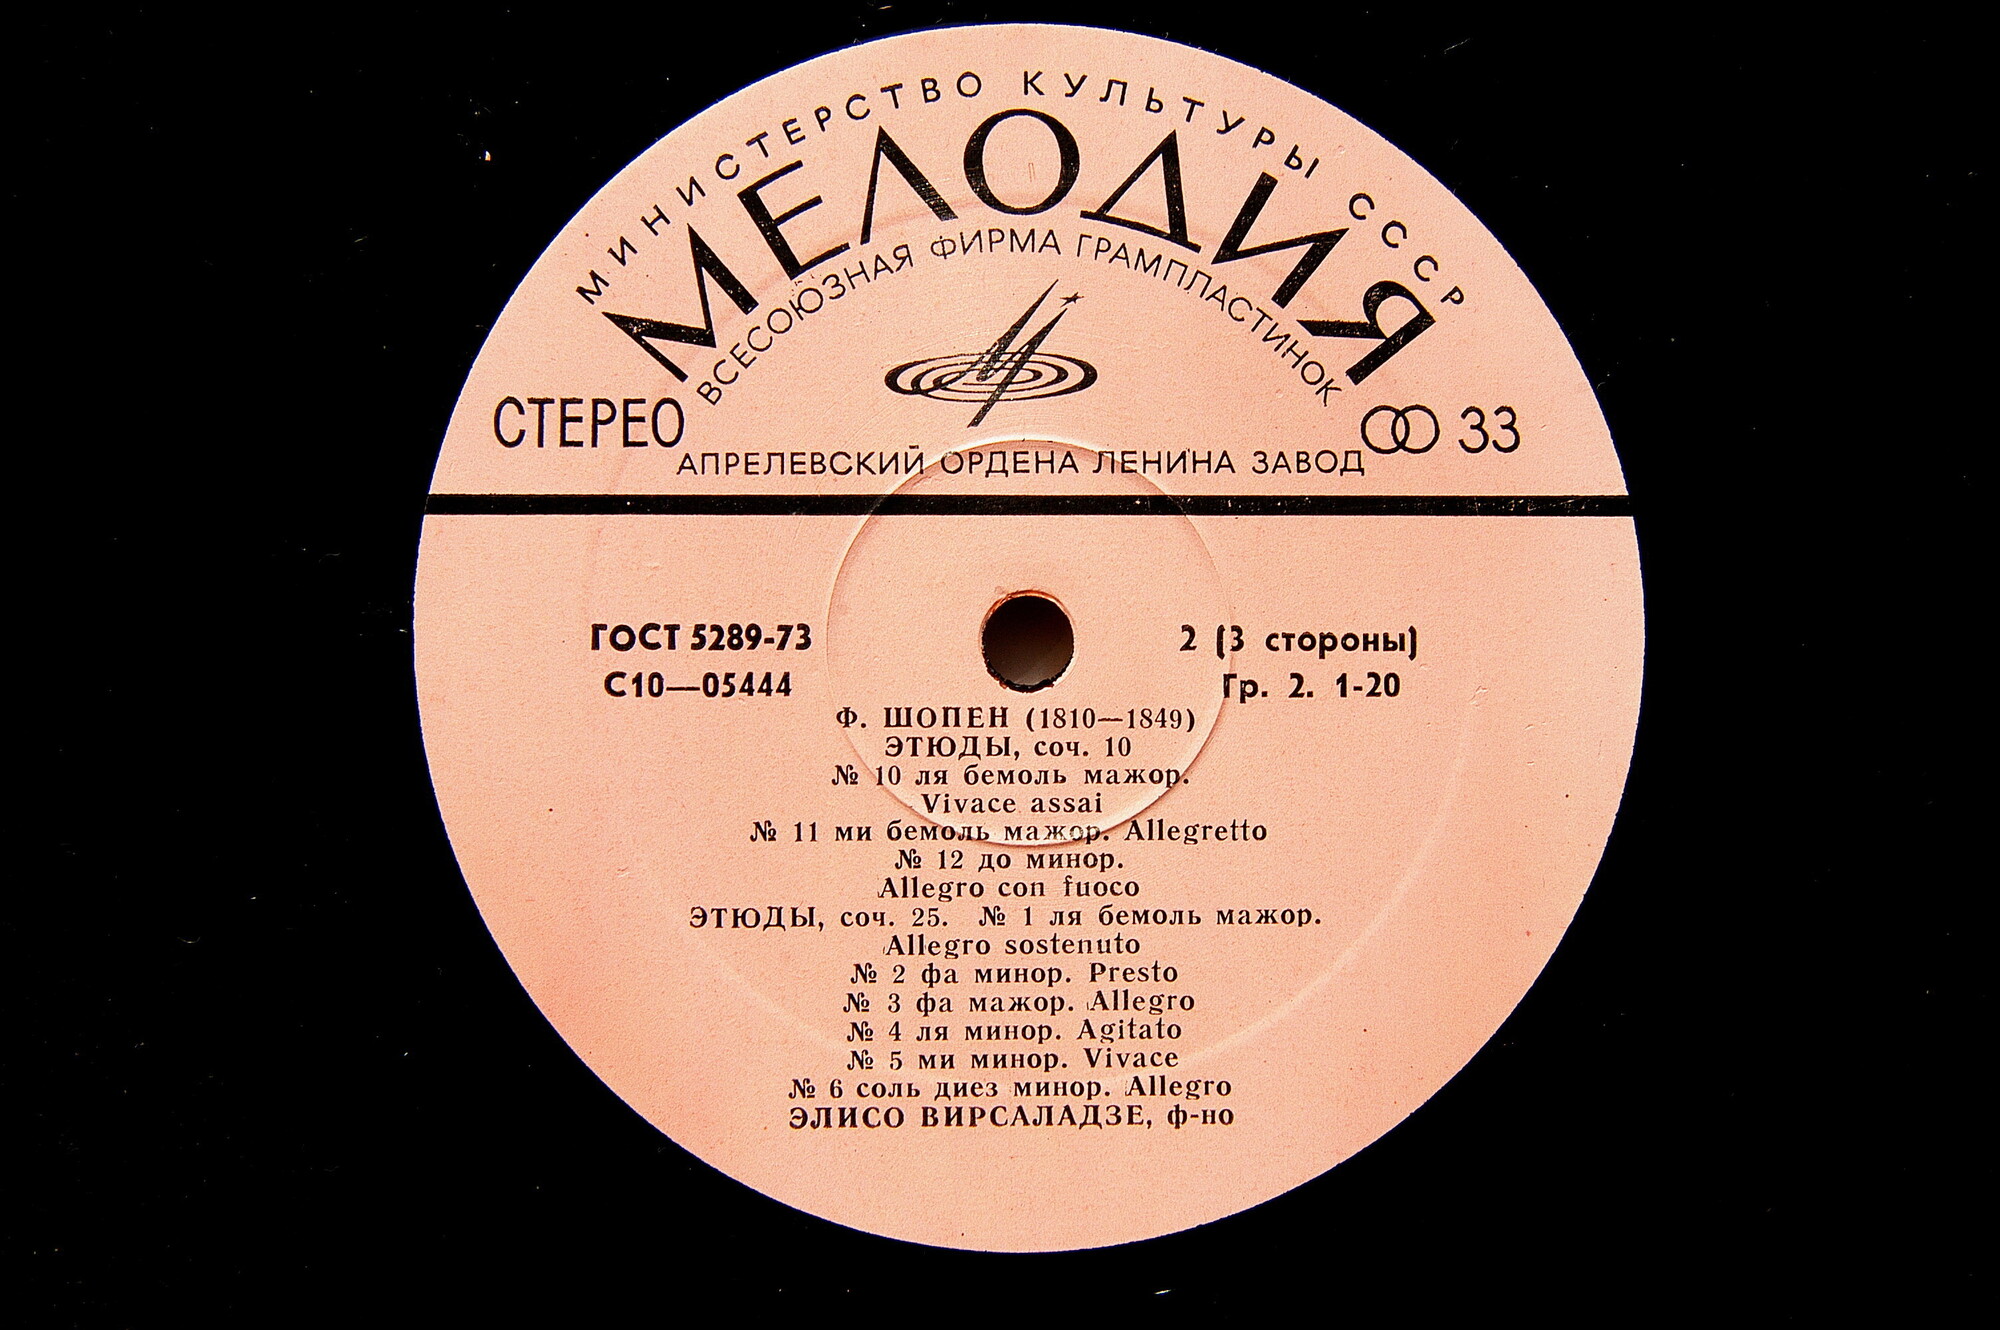 МИНИСТЕРСТВО КУЛЬТУРЫ СССР
МЕЛОДИЯ
ВСЕСОЮЗНАЯ ФИРМА ГРАМПЛАСТИНОК
СТЕРЕО
33
АПРЕЛЕВСКИЙ ОРДЕНА ЛЕНИНА ЗАВОД
ГОСТ 5289-73
2 (3 стороны)
С10—05444
Гр. 2. 1-20
Ф. ШОПЕН (1810—1849)
ЭТЮДЫ, соч. 10
№ 10 ля бемоль мажор.
Vivace assai
№ 11 ми бемоль мажор. Allegretto
№ 12 до минор.
Allegro con fuoco
ЭТЮДЫ, соч. 25. № 1 ля бемоль мажор.
Allegro sostenuto
№ 2 фа минор. Presto
№ 3 фа мажор. Allegro
№ 4 ля минор. Agitato
№ 5 ми минор. Vivace
№ 6 соль диез минор. Allegro
ЭЛИСО ВИРСАЛАДЗЕ, ф-но